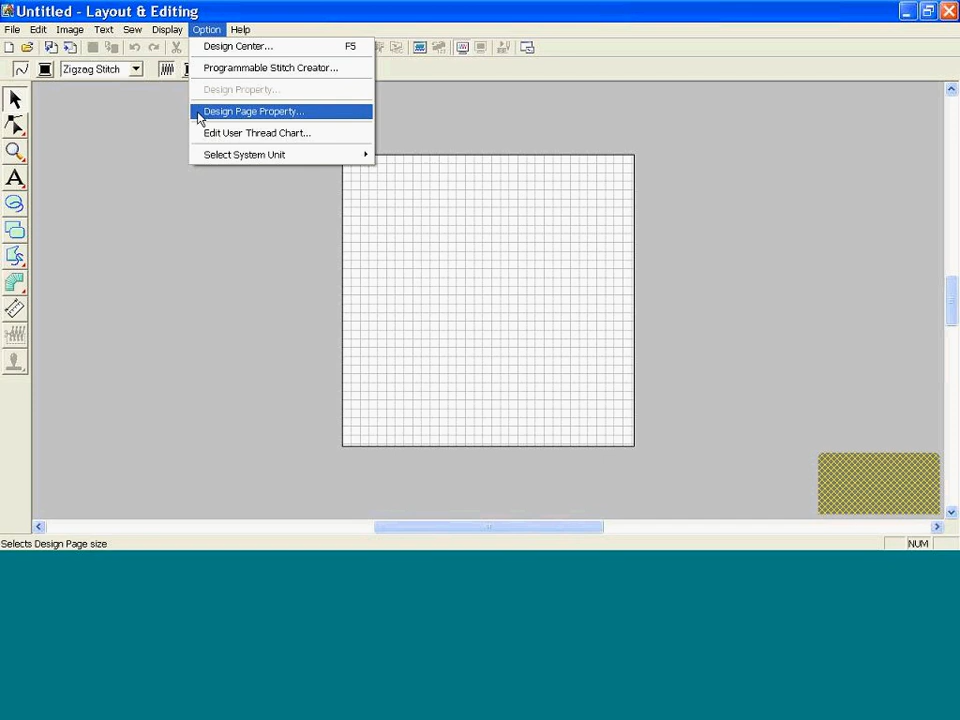 Untitled - Layout & Editing
File Edit Image Text Sew Display Option Help
Design Center... F5
Zigzag Stitch
Programmable Stitch Creator...
Design Property...
Design Page Property...
Edit User Thread Chart...
Select System Unit
A
Selects Design Page size
NUM